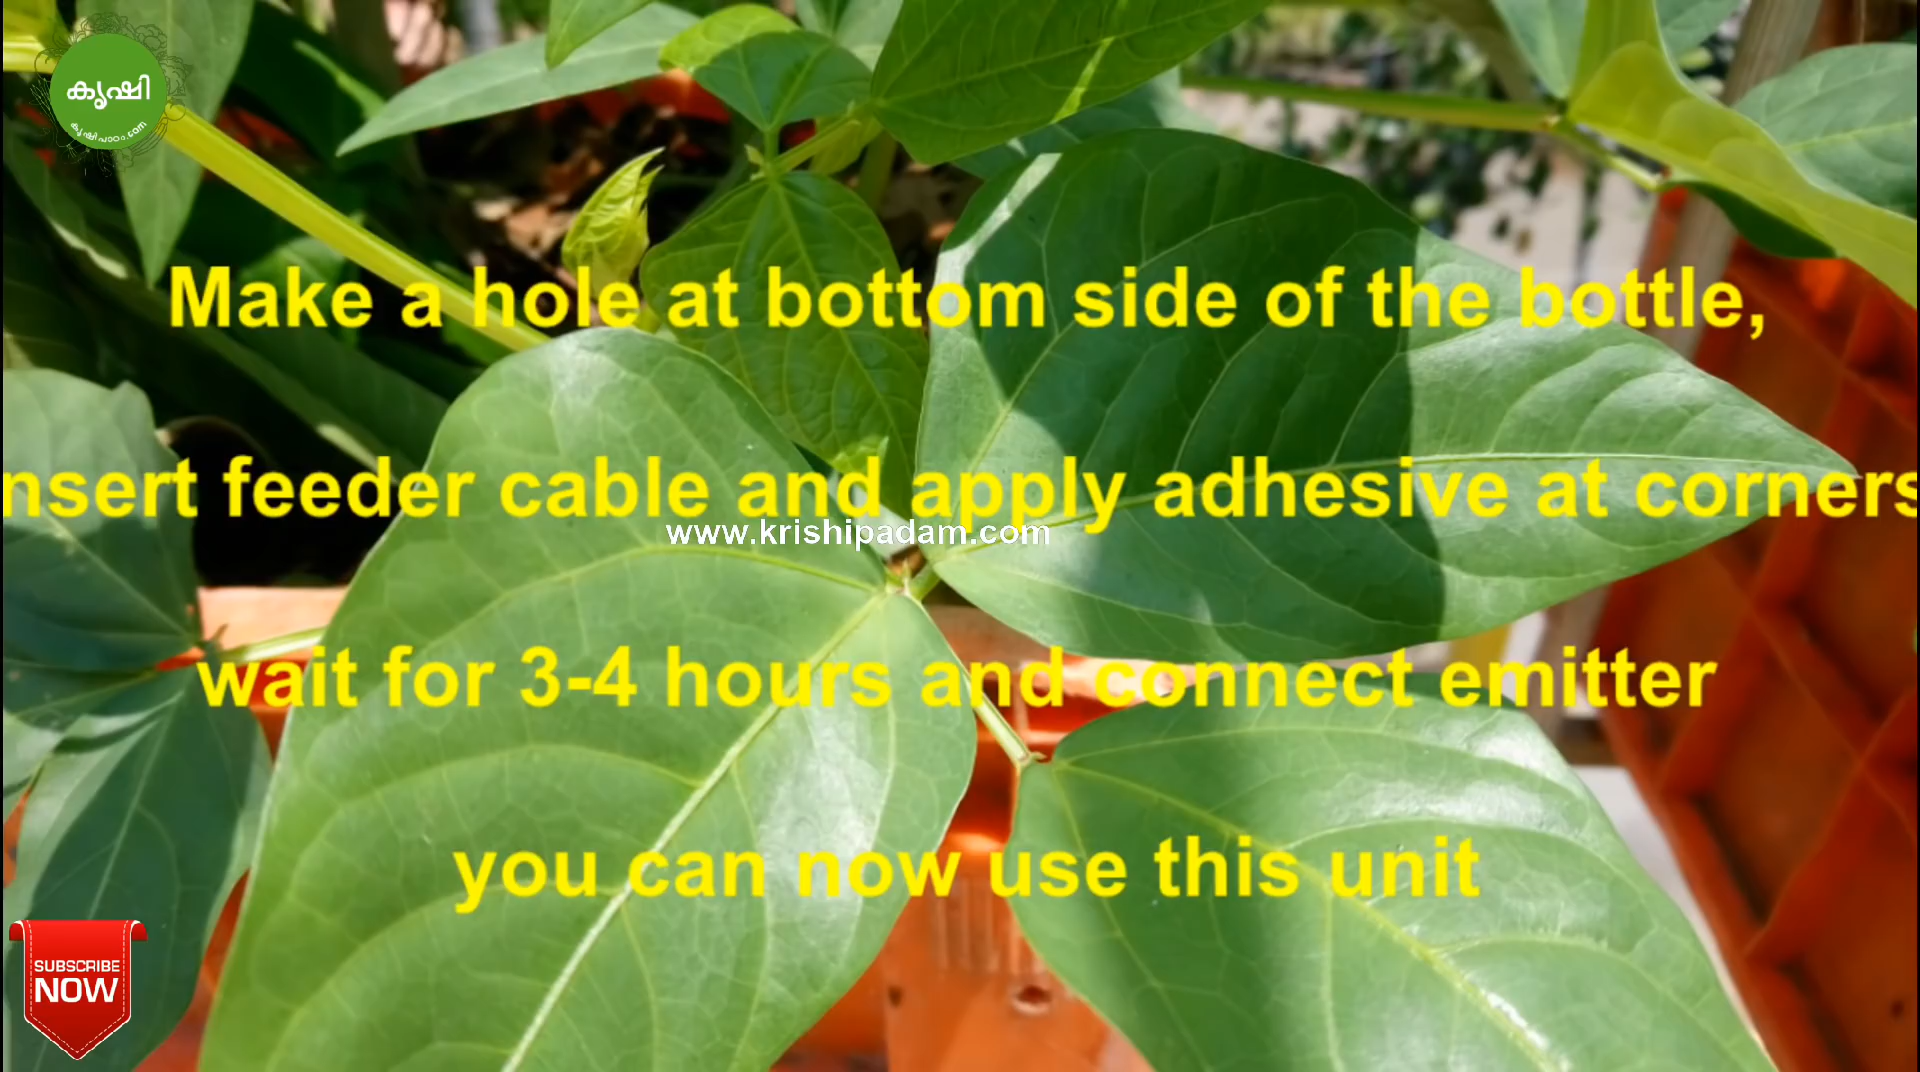 കൃഷി
കൃഷിപാഠം.com
Make a hole at bottom side of the bottle,
nsert feeder cable and apply adhesive at corners
www.krishipadam.com
wait for 3-4 hours and connect emitter
you can now use this unit
SUBSCRIBE
NOW